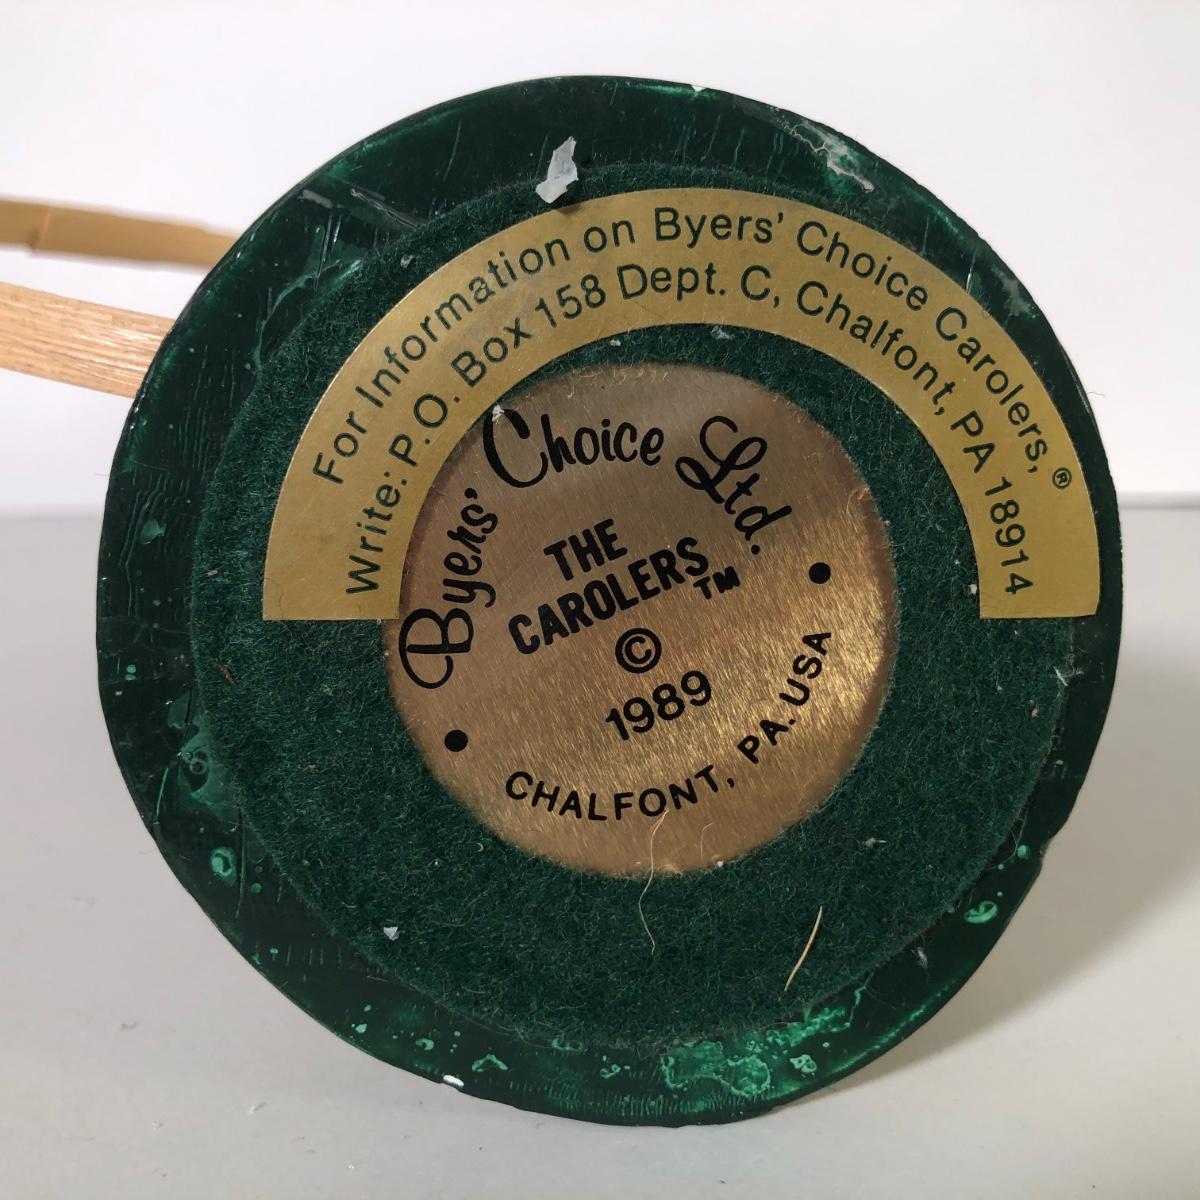 For Information on Byers' Choice Carolers,®
Write: P.O. Box 158 Dept. C, Chalfont, PA 18914
Byers' Choice Ltd.
THE
CAROLERS™
©
1989
• CHALFONT, PA. USA •